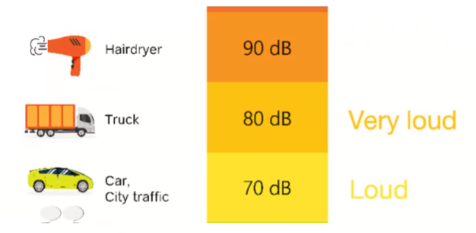 Hairdryer 90 dB
Truck 80 dB Very loud
Car,
City traffic 70 dB Loud